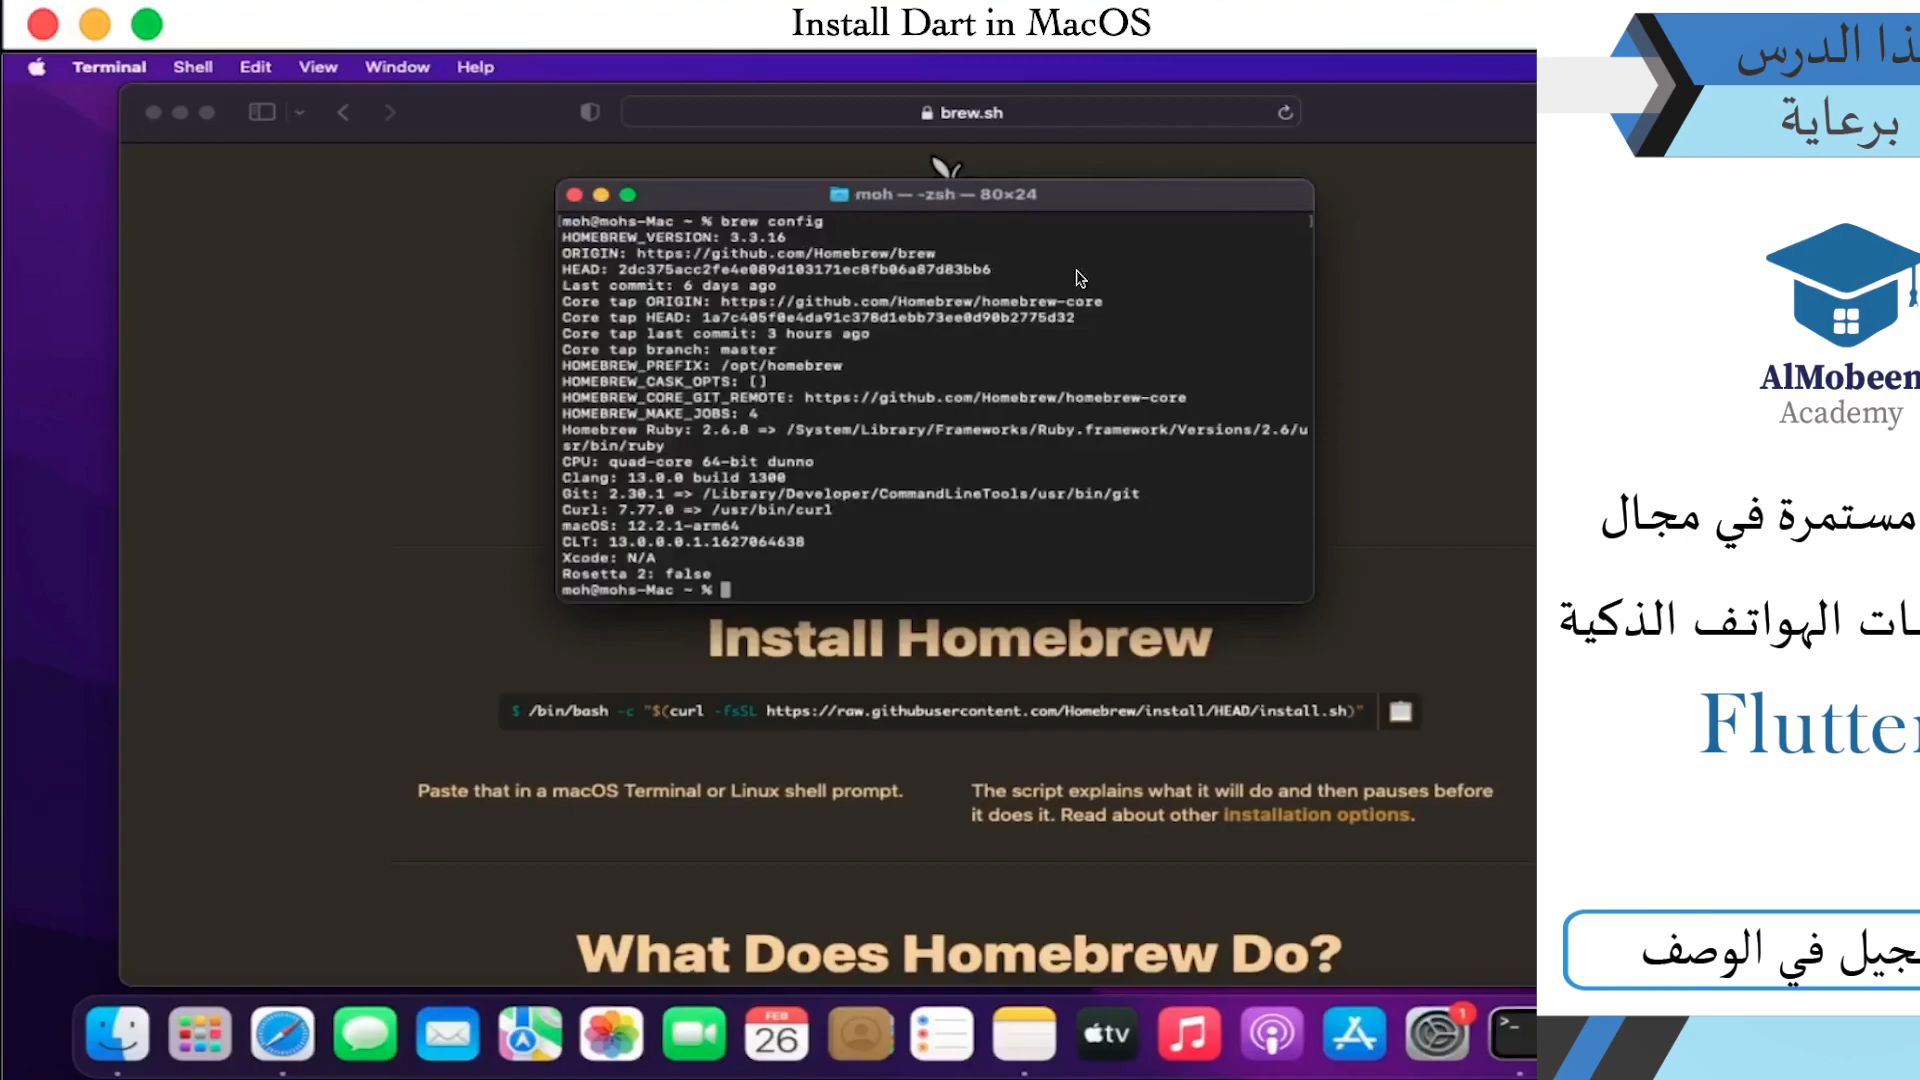 Install Dart in MacOS
Terminal Shell Edit View Window Help
brew.sh
moh — -zsh — 80×24
moh@mohs-Mac ~ % brew config
HOMEBREW_VERSION: 3.3.16
ORIGIN: https://github.com/Homebrew/brew
HEAD: 2dc375acc2fe4e089d103171ec8fb06a87d83bb6
Last commit: 6 days ago
Core tap ORIGIN: https://github.com/Homebrew/homebrew-core
Core tap HEAD: 1a7c405f0e4da91c378d1ebb73ee0d90b2775d32
Core tap last commit: 3 hours ago
Core tap branch: master
HOMEBREW_PREFIX: /opt/homebrew
HOMEBREW_CASK_OPTS: []
HOMEBREW_CORE_GIT_REMOTE: https://github.com/Homebrew/homebrew-core
HOMEBREW_MAKE_JOBS: 4
Homebrew Ruby: 2.6.8 => /System/Library/Frameworks/Ruby.framework/Versions/2.6/u
sr/bin/ruby
CPU: quad-core 64-bit dunno
Clang: 13.0.0 build 1300
Git: 2.30.1 => /Library/Developer/CommandLineTools/usr/bin/git
Curl: 7.77.0 => /usr/bin/curl
macOS: 12.2.1-arm64
CLT: 13.0.0.0.1.1627064638
Xcode: N/A
Rosetta 2: false
moh@mohs-Mac ~ %
Install Homebrew
$ /bin/bash -c "$(curl -fsSL https://raw.githubusercontent.com/Homebrew/install/HEAD/install.sh)"
Paste that in a macOS Terminal or Linux shell prompt.
The script explains what it will do and then pauses before
it does it. Read about other installation options.
What Does Homebrew Do?
FEB
26
tv
1
>_
الدرس
برعاية
AlMobeen
Academy
مستمرة في مجال
الهواتف الذكية
Flutter
في الوصف